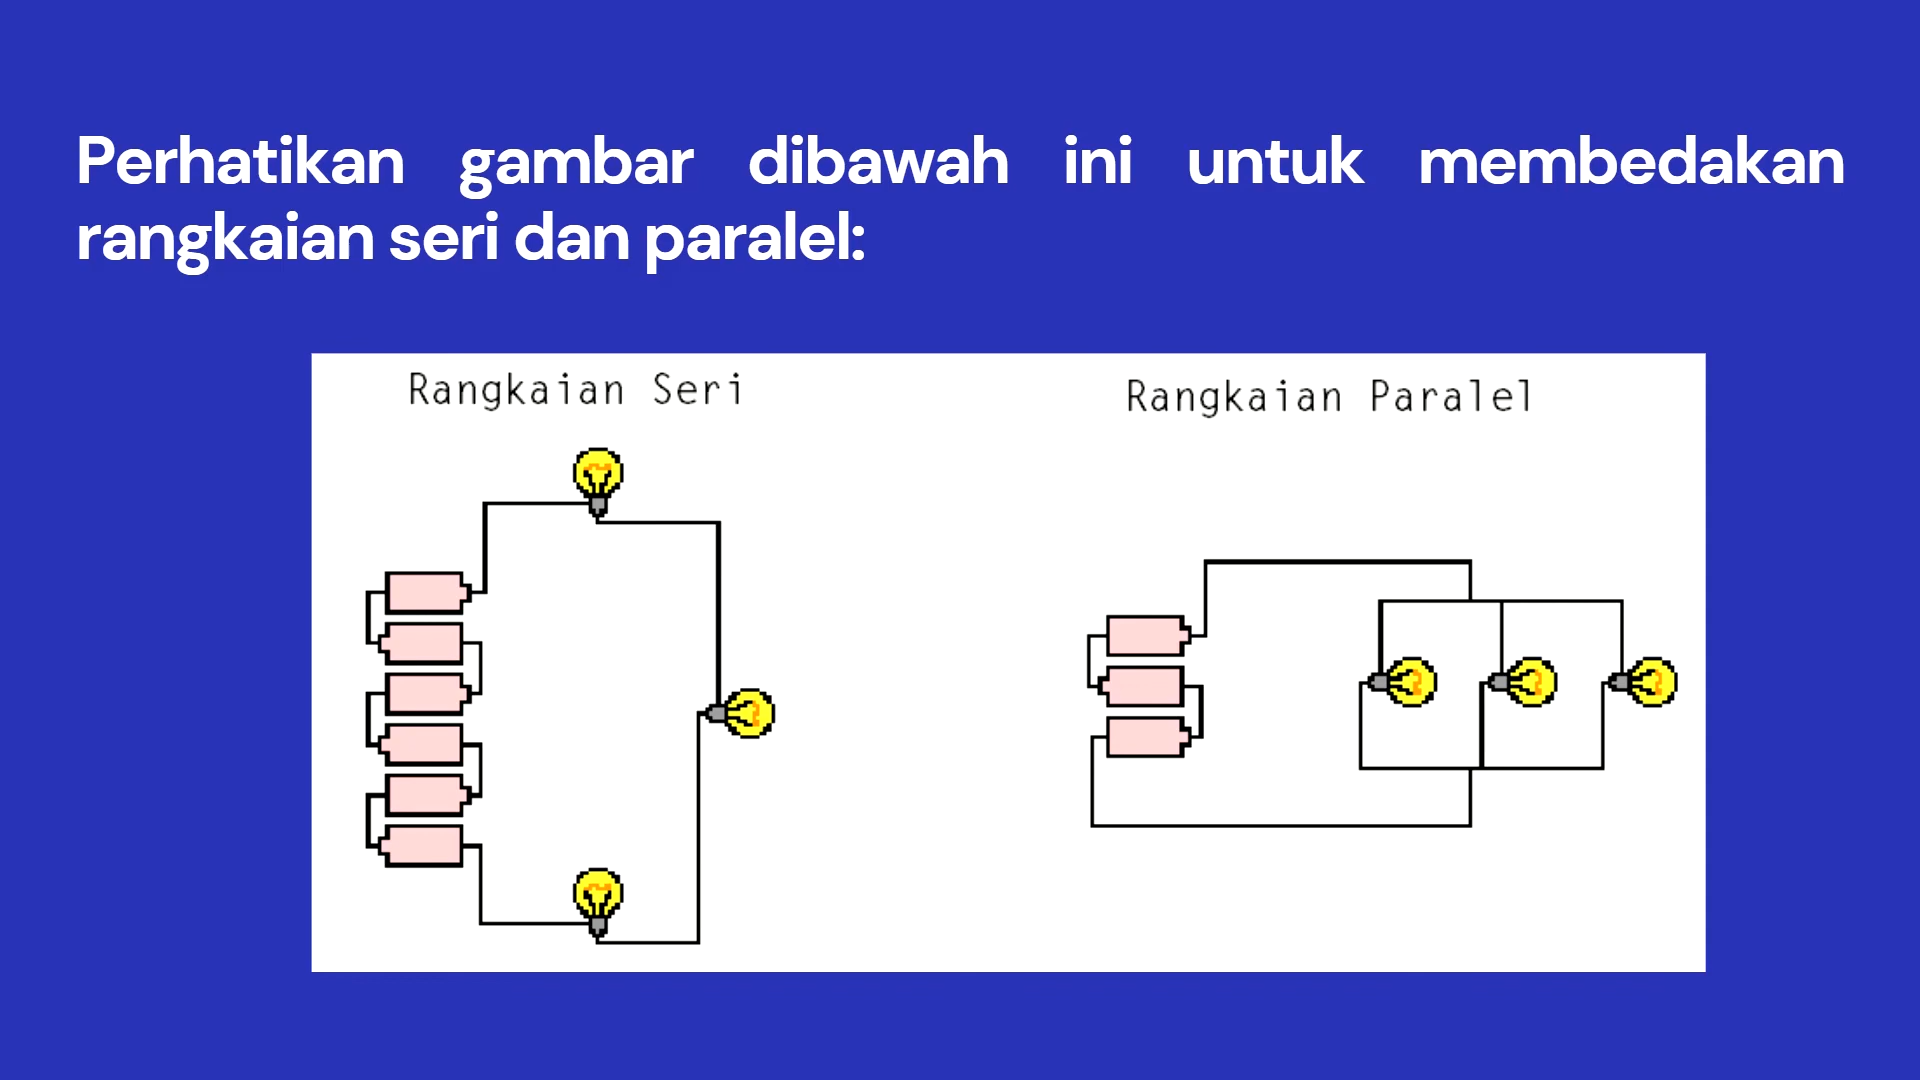 Perhatikan gambar dibawah ini untuk membedakan
rangkaian seri dan paralel:
Rangkaian Seri
Rangkaian Paralel